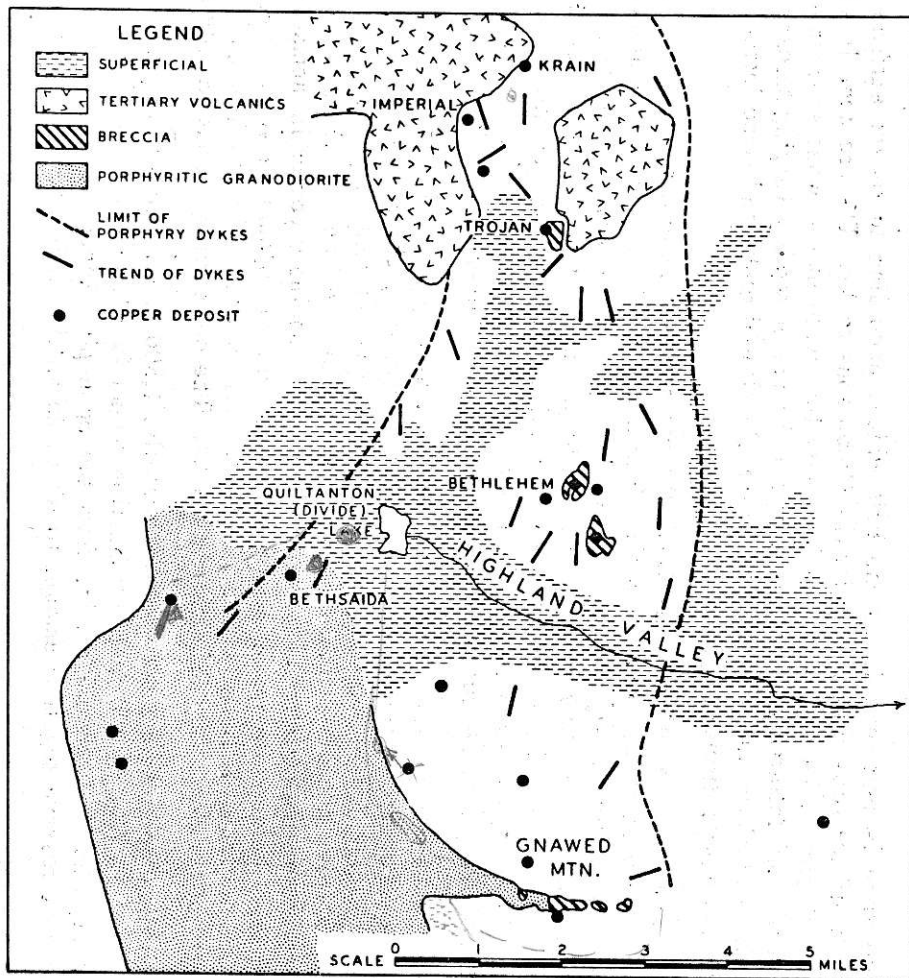 LEGEND
SUPERFICIAL
TERTIARY VOLCANICS
BRECCIA
PORPHYRITIC GRANODIORITE
LIMIT OF
PORPHYRY DYKES
TREND OF DYKES
COPPER DEPOSIT
KRAIN
IMPERIAL
TROJAN
BETHLEHEM
QUILTANTON
(DIVIDE)
LAKE
BETHSAIDA
HIGHLAND VALLEY
GNAWED
MTN.
SCALE 0 1 2 3 4 5 MILES